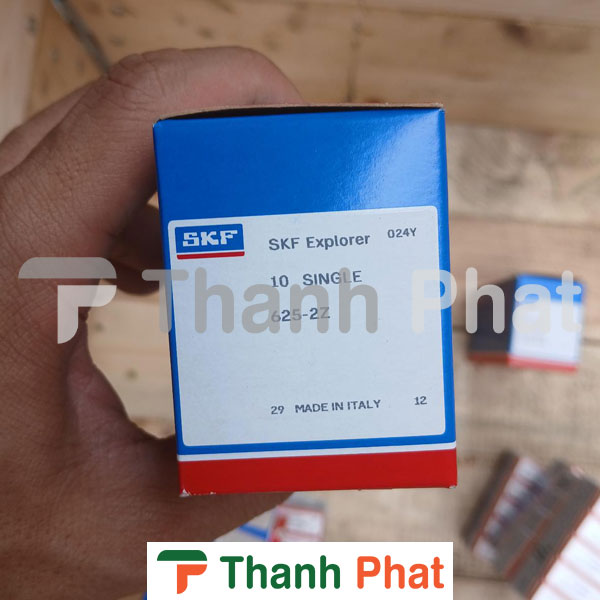 SKF
SKF Explorer 024Y
10 SINGLE
625-2Z
29 MADE IN ITALY 12
Thanh Phat
Thanh Phat